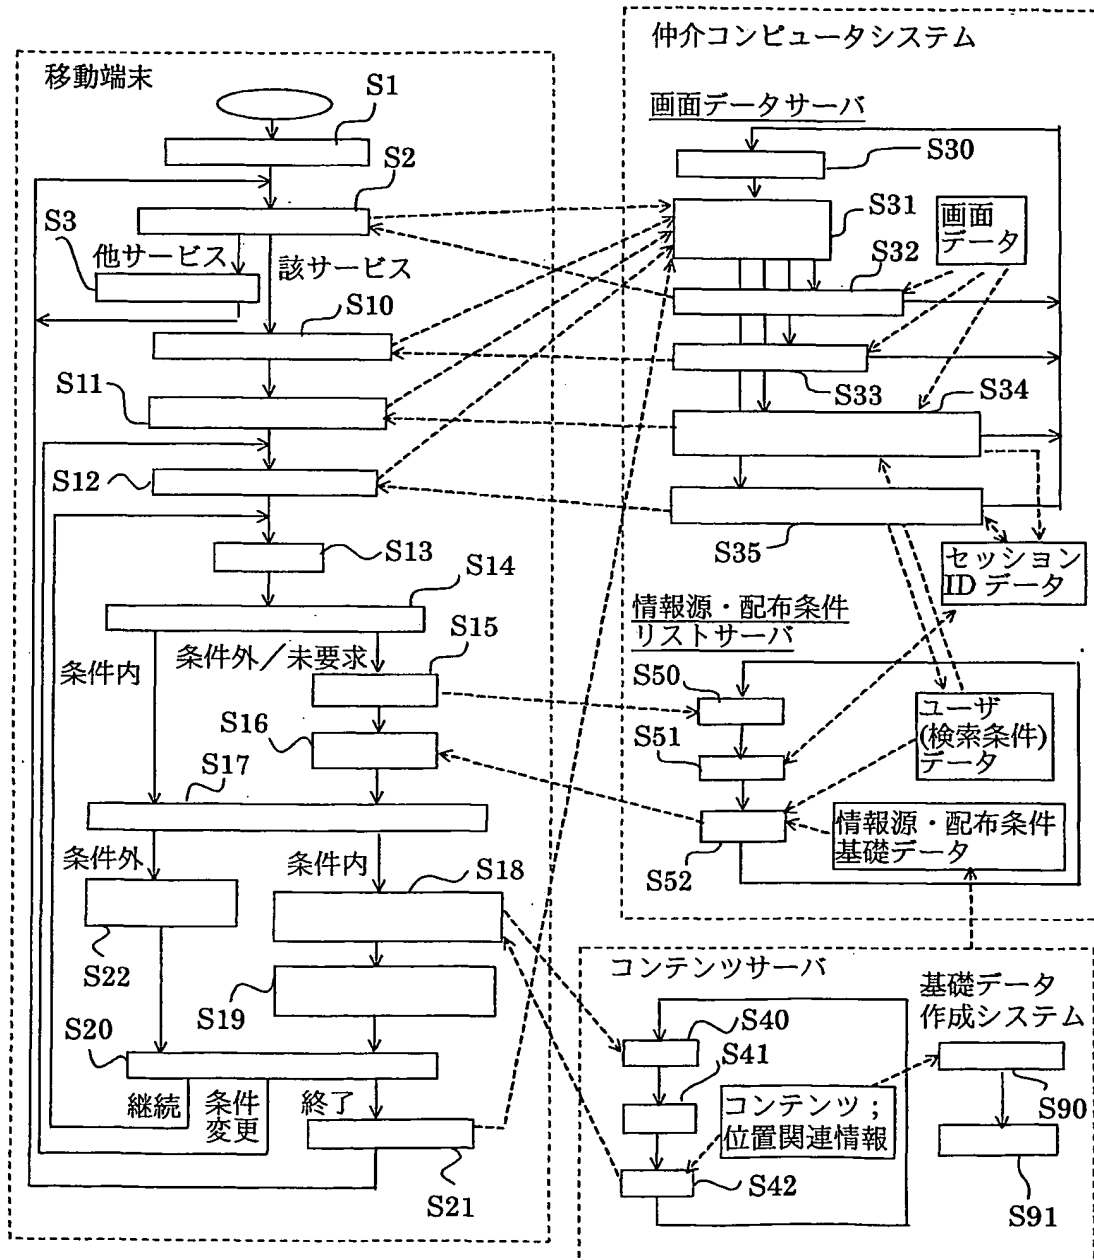 移動端末
S1
S2
S3
他サービス
該サービス
S10
S11
S12
S13
S14
条件内
条件外／未要求
S15
S16
S17
条件外
条件内
S18
S22
S19
S20
継続
条件
変更
終了
S21
仲介コンピュータシステム
画面データサーバ
S30
S31
画面
データ
S32
S33
S34
S35
セッション
IDデータ
情報源・配布条件
リストサーバ
S50
S51
ユーザ
(検索条件)
データ
情報源・配布条件
基礎データ
S52
コンテンツサーバ
基礎データ
作成システム
S40
S41
コンテンツ；
位置関連情報
S42
S90
S91